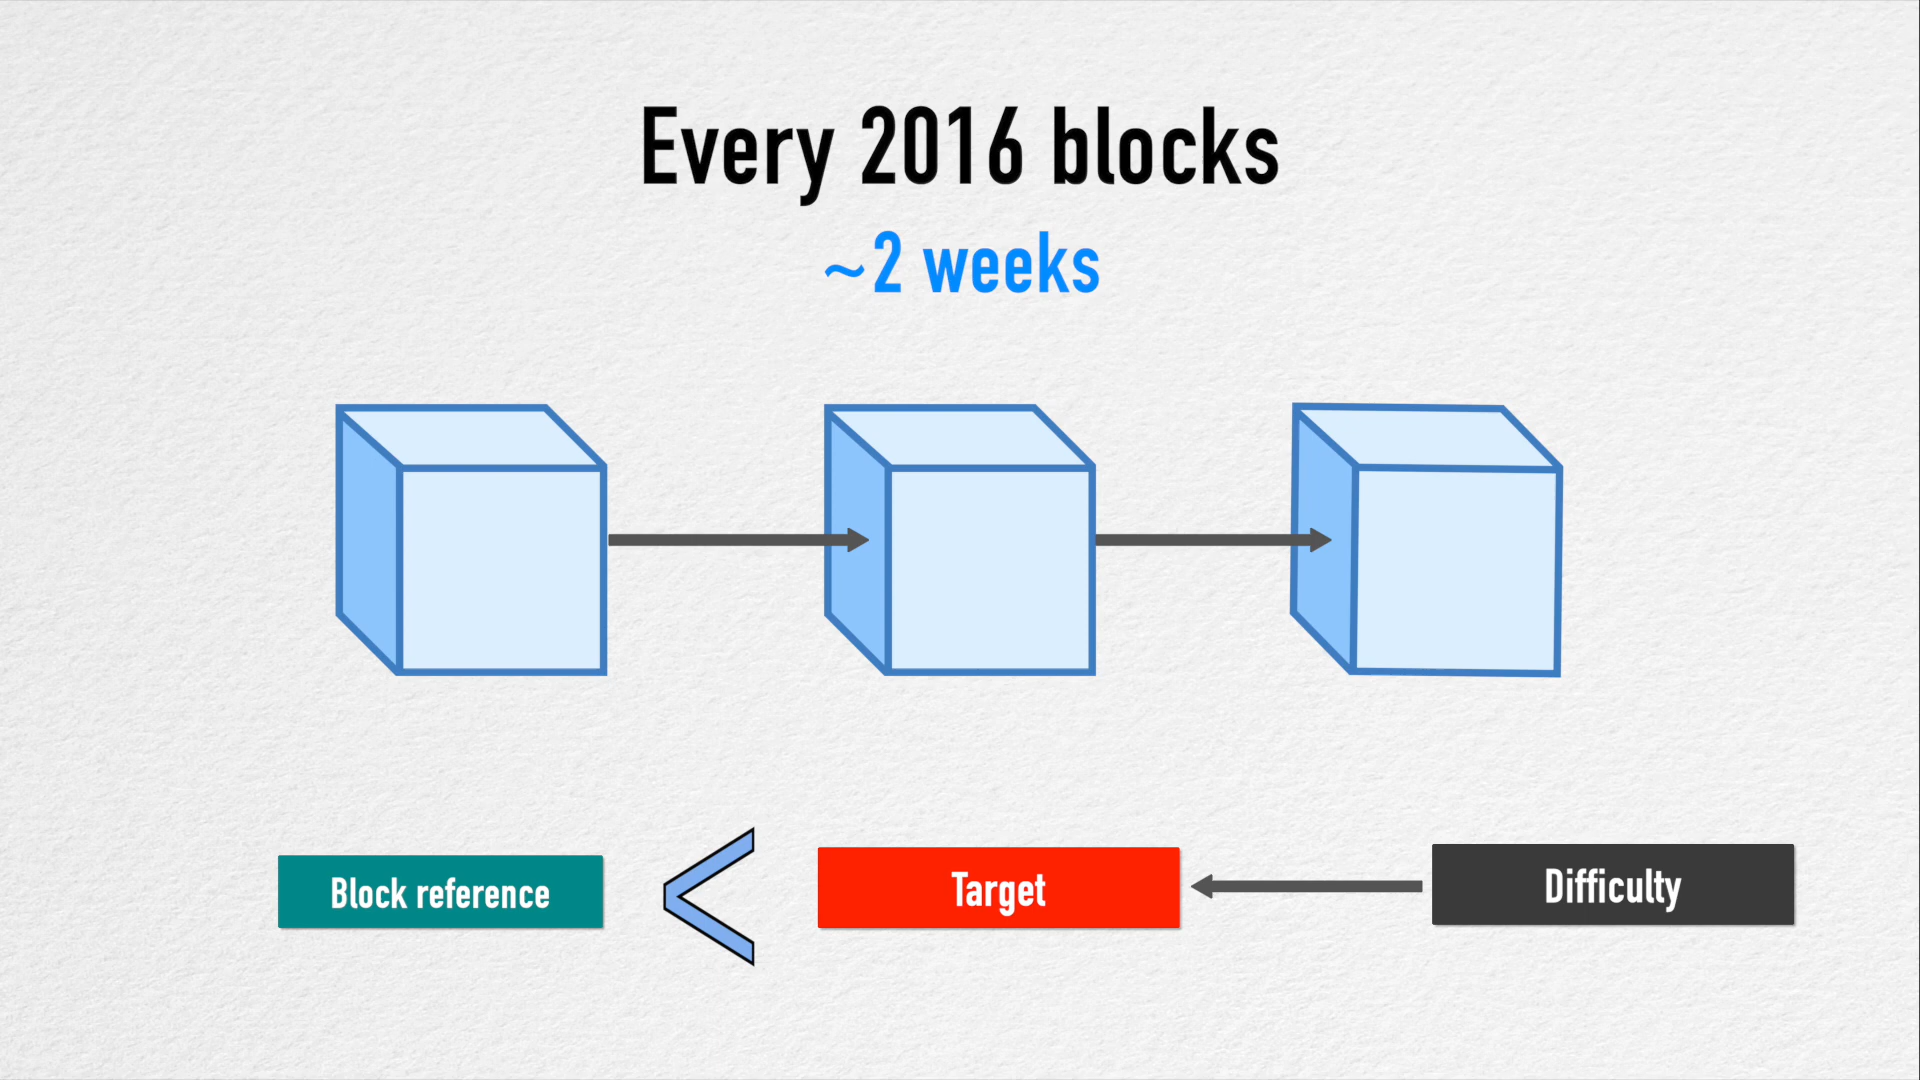 Every 2016 blocks
~2 weeks
Block reference
<
Target
Difficulty